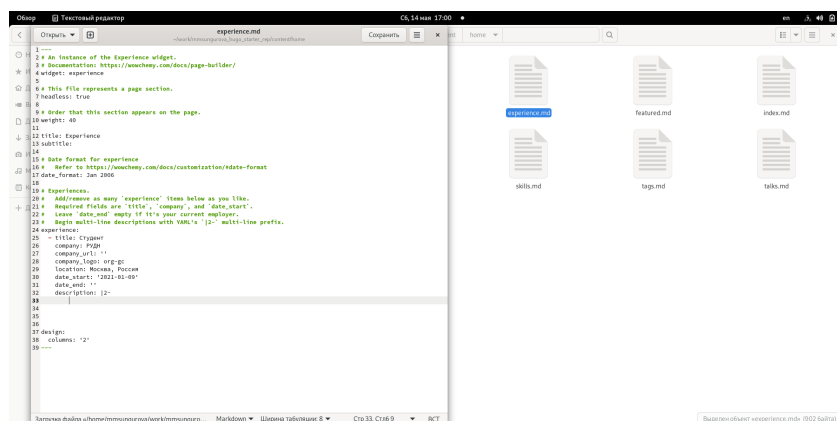 Обзор Текстовый редактор Сб, 14 мая 17:00 en
Открыть experience.md Сохранить home
1 ---
2 # An instance of the Experience widget.
3 # Documentation: https://wowchemy.com/docs/page-builder/
4 widget: experience
5
6 # This file represents a page section.
7 headless: true
8
9 # Order that this section appears on the page.
10 weight: 40
11
12 title: Experience
13 subtitle:
14
15 # Date format for experience
16 #   Refer to https://wowchemy.com/docs/customization/#date-format
17 date_format: Jan 2006
18
19 # Experiences.
20 #   Add/remove as many `experience` items below as you like.
21 #   Required fields are `title`, `company`, and `date_start`.
22 #   Leave `date_end` empty if it's your current employer.
23 #   Begin multi-line descriptions with YAML's `|2-` multi-line prefix.
24 experience:
25   - title: Студент
26     company: РУДН
27     company_url: ''
28     company_logo: org-gc
29     location: Москва, Россия
30     date_start: '2021-01-09'
31     date_end: ''
32     description: |2-
33
34
35
36
37 design:
38   columns: '2'
39 ---
experience.md featured.md index.md
skills.md tags.md talks.md
Markdown Ширина табуляции: 8 Стр 33, Стлб 9 ВСТ
Выделен объект «experience.md» (902 байта)